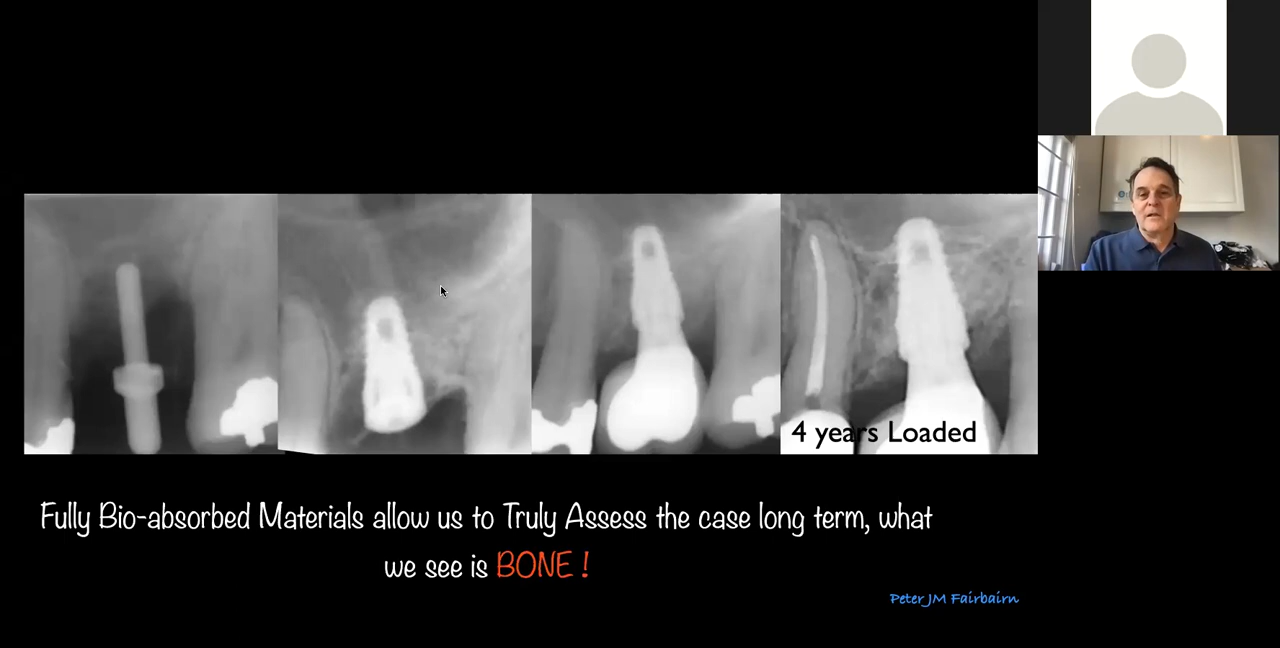 4 years Loaded
Fully Bio-absorbed Materials allow us to Truly Assess the case long term, what
we see is BONE !
Peter JM Fairbairn